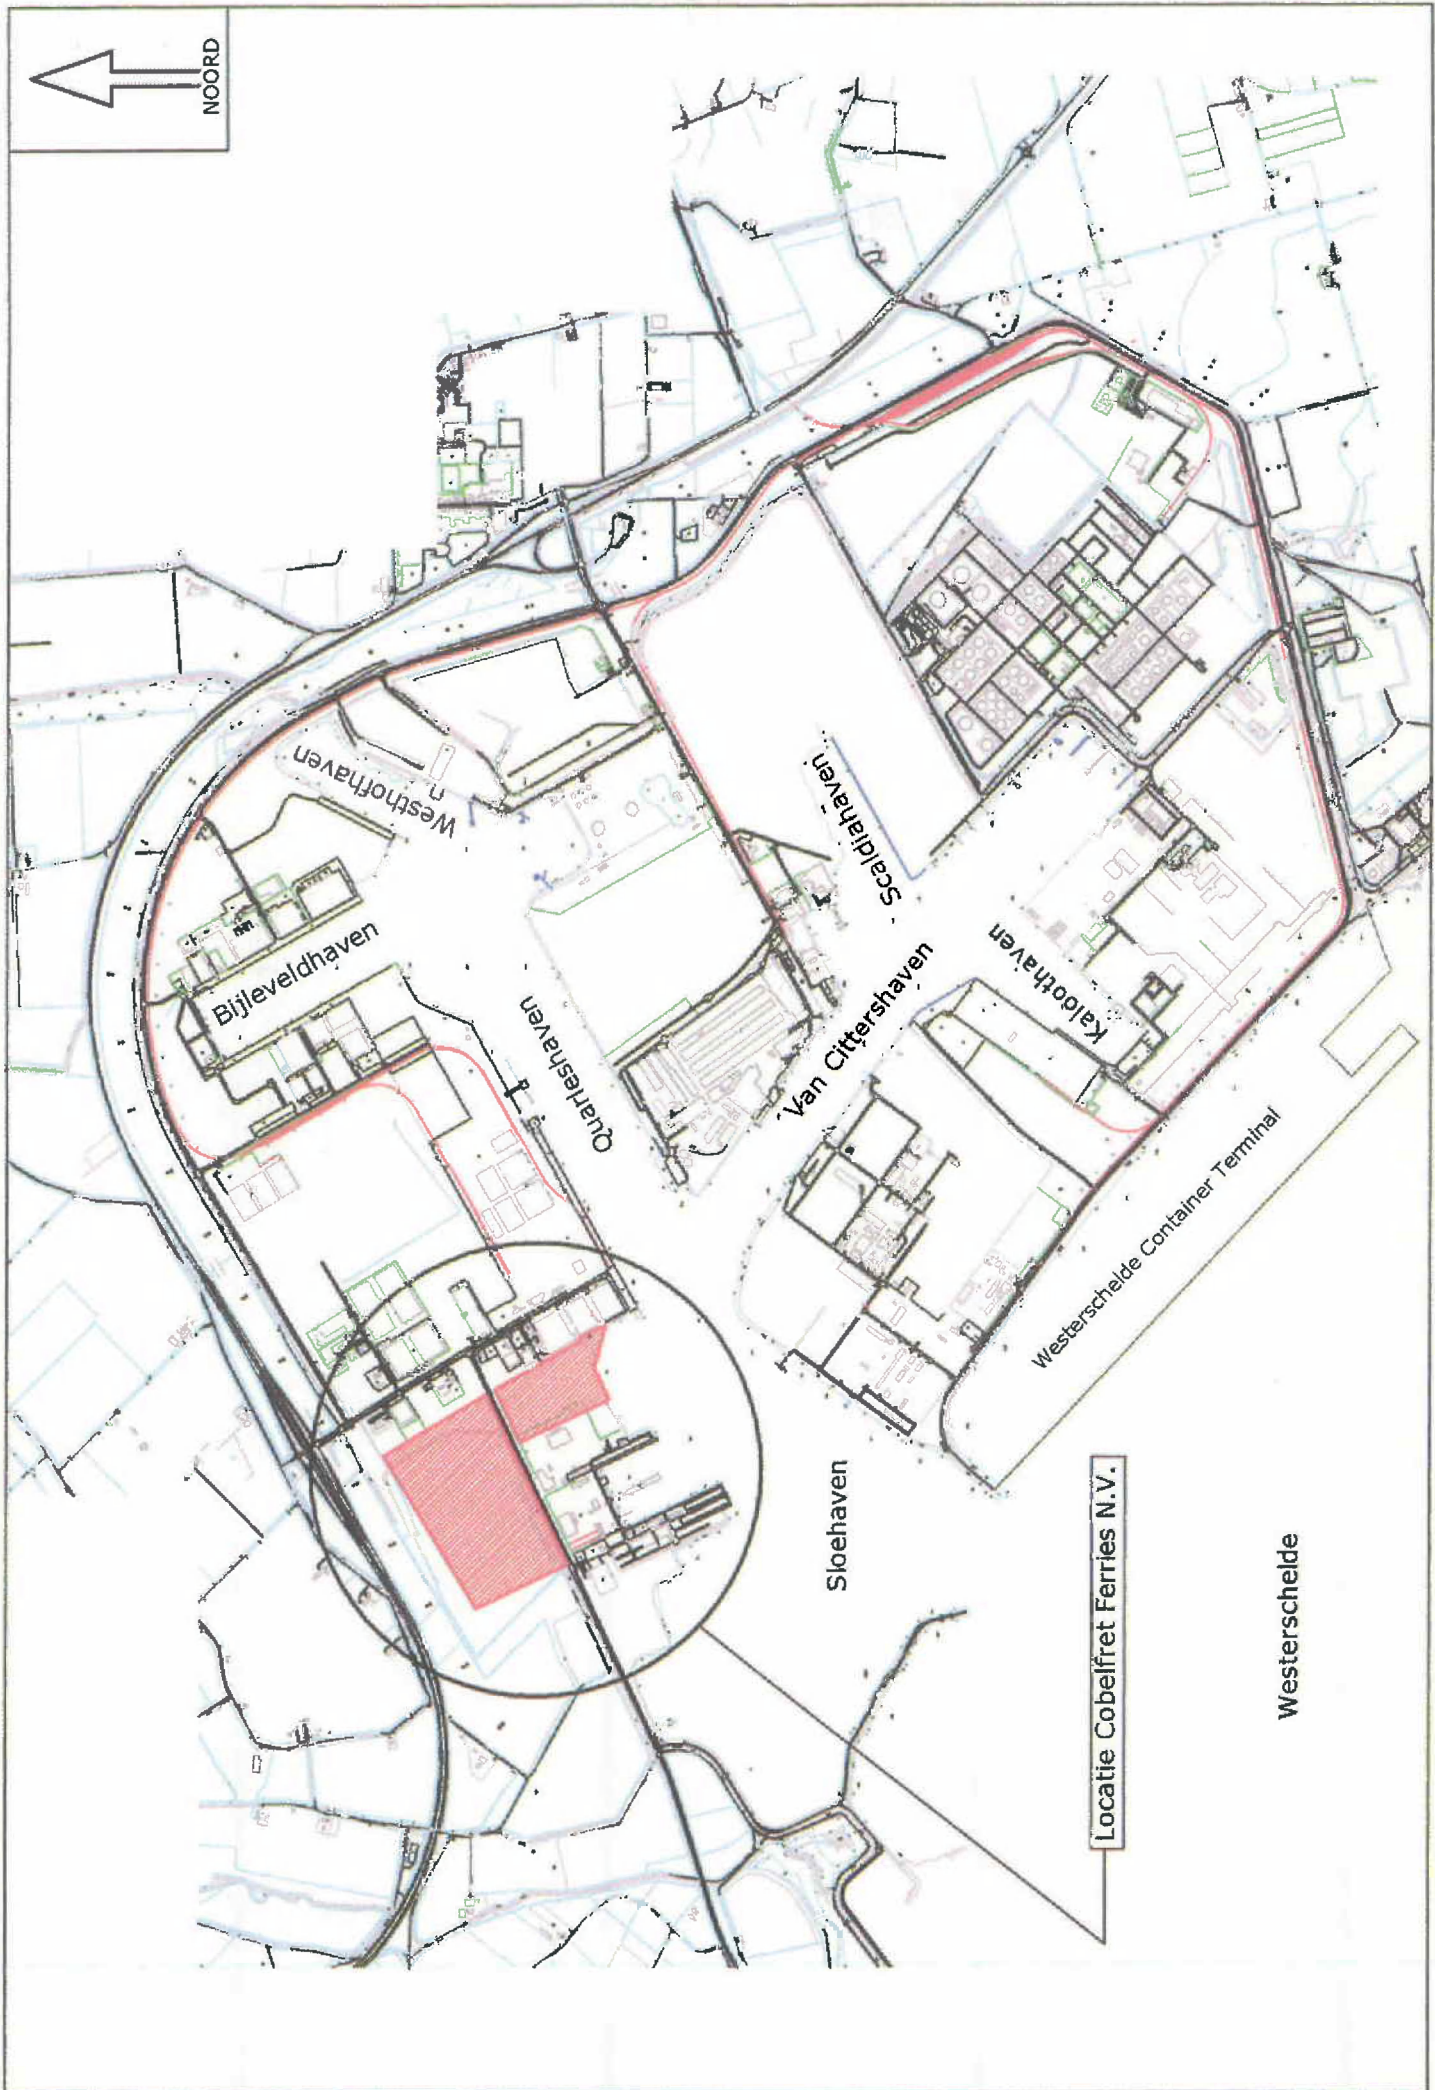 NOORD
Westhofhaven
n
Bijleveldhaven
Quarleshaven
Scaldiahaven
Van Cittershaven
Kaloothaven
Westerschelde Container Terminal
Sloehaven
Locatie Cobelfret Ferries N.V.
Westerschelde